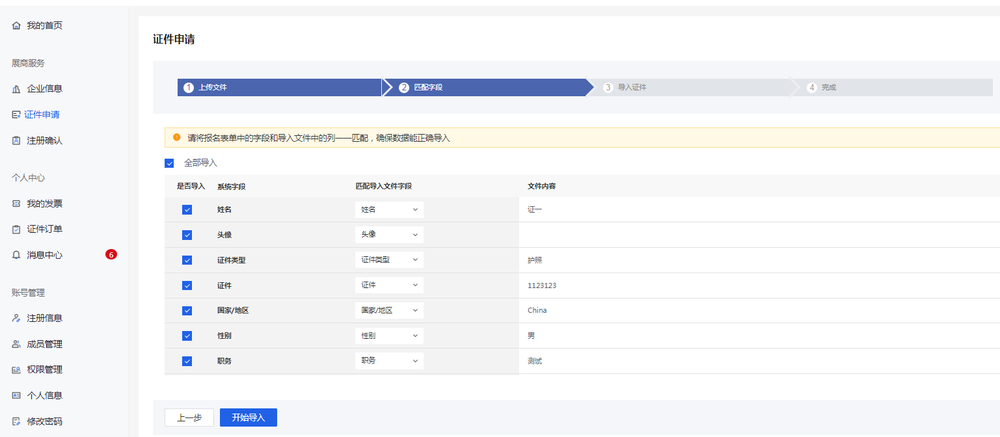 我的首页
展商服务
企业信息
证件申请
注册确认
个人中心
我的发票
证件订单
消息中心 6
账号管理
注册信息
成员管理
权限管理
个人信息
修改密码
证件申请
1 上传文件 2 匹配字段 3 导入证件 4 完成
请将报名表单中的字段和导入文件中的列一一匹配，确保数据能正确导入
全部导入
是否导入 系统字段 匹配导入文件字段 文件内容
姓名 姓名 证一
头像 头像
证件类型 证件类型 护照
证件 证件 1123123
国家/地区 国家/地区 China
性别 性别 男
职务 职务 测试
上一步 开始导入